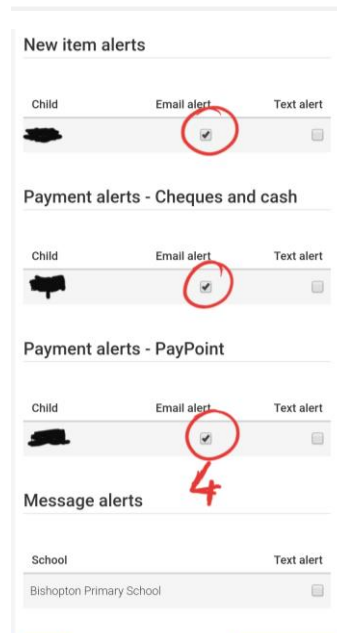 New item alerts
Child Email alert Text alert
Payment alerts - Cheques and cash
Child Email alert Text alert
Payment alerts - PayPoint
Child Email alert Text alert
4
Message alerts
School Text alert
Bishopton Primary School